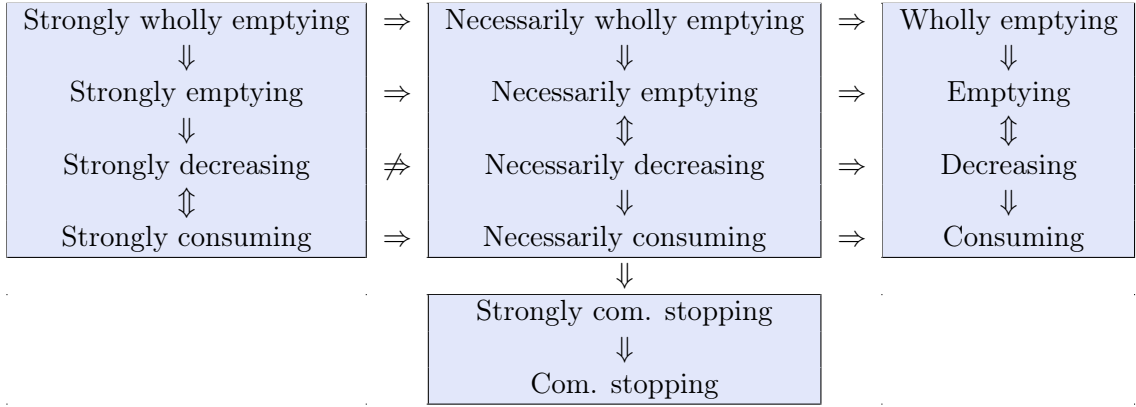 Strongly wholly emptying ⇒ Necessarily wholly emptying ⇒ Wholly emptying
⇓ ⇓ ⇓
Strongly emptying ⇒ Necessarily emptying ⇒ Emptying
⇓ ⇕ ⇕
Strongly decreasing ⇏ Necessarily decreasing ⇒ Decreasing
⇕ ⇓ ⇓
Strongly consuming ⇒ Necessarily consuming ⇒ Consuming
⇓
Strongly com. stopping
⇓
Com. stopping